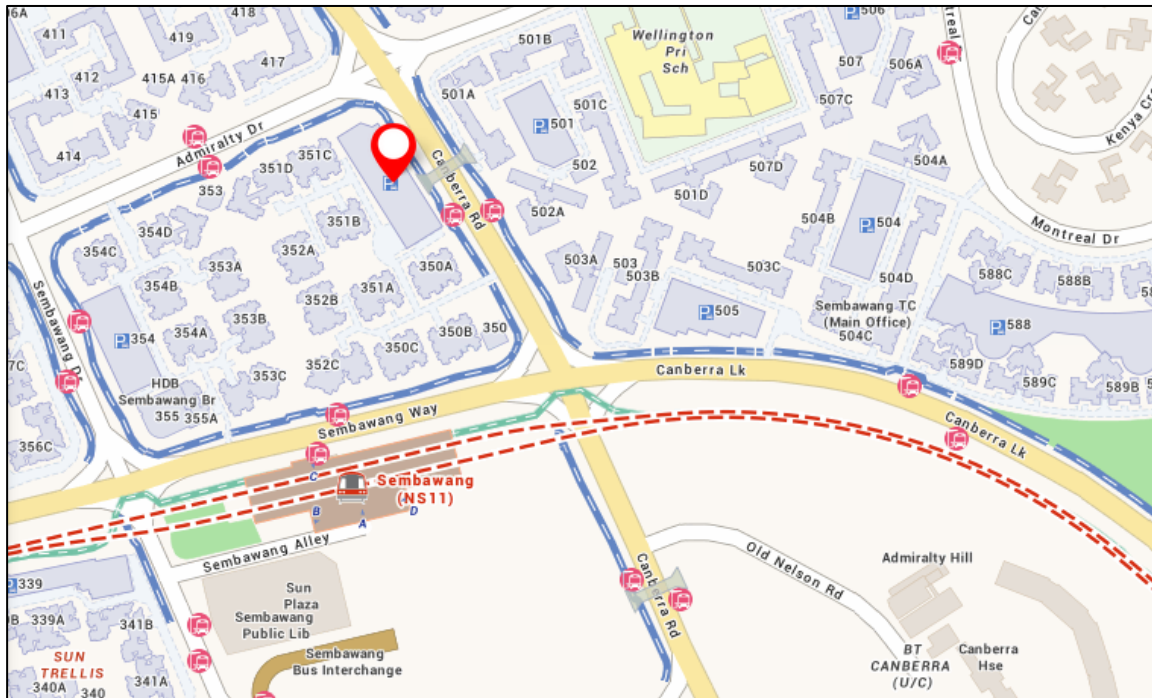 416A
411
419
418
412
415A
416
417
413
415
414
Admiralty Dr
353
351D
351C
351B
354C
354D
353A
352A
350A
354B
351A
352B
354
354A
353B
350B
350
352C
350C
353C
HDB
Sembawang Br
355
355A
356C
Sembawang Dr
Sembawang Way
501B
501A
501C
501
502
502A
501D
Wellington
Pri
Sch
506
507
506A
507C
507D
504A
504B
504
504D
503A
503
503B
503C
505
Sembawang TC
(Main Office)
504C
Canberra Rd
Montreal Dr
588C
588B
588
589D
589C
589B
Canberra Lk
Canberra Lk
C
B
A
D
Sembawang
(NS11)
Sembawang Alley
Sun
Plaza
Sembawang
Public Lib
Sembawang
Bus Interchange
339
339A
341B
SUN
TRELLIS
340A
340
341A
Canberra Rd
Old Nelson Rd
Admiralty Hill
BT
CANBERRA
(U/C)
Canberra
Hse